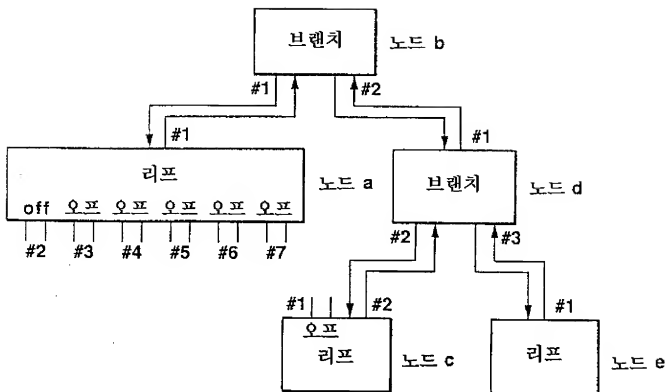 브랜치 노드 b
#1 #2
#1 #1
리프 노드 a
브랜치 노드 d
off 오프 오프 오프 오프 오프
#2 #3 #4 #5 #6 #7
#2 #3
#1 #2 #1
오프
리프 노드 c
리프 노드 e